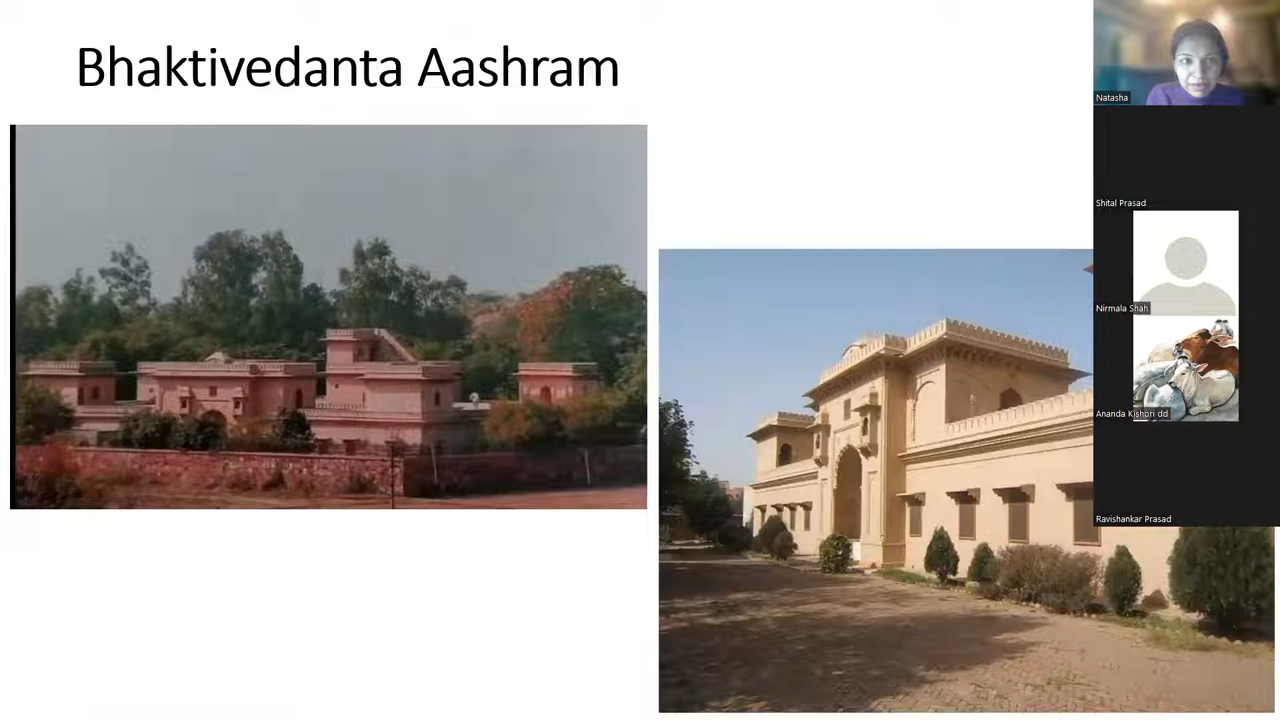 Bhaktivedanta Aashram
Natasha
Shital Prasad
Nirmala Shah
Ananda Kishori dd
Ravishankar Prasad